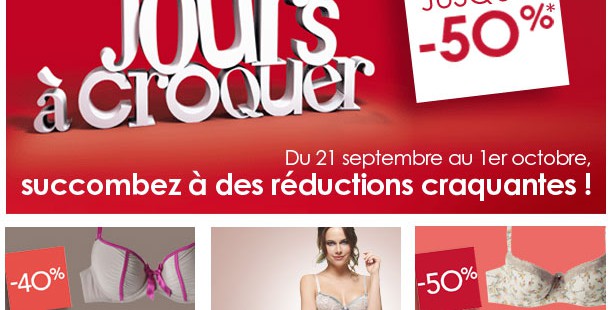 jours
à croquer
-50%*
Du 21 septembre au 1er octobre,
succombez à des réductions craquantes !
-40%
-50%